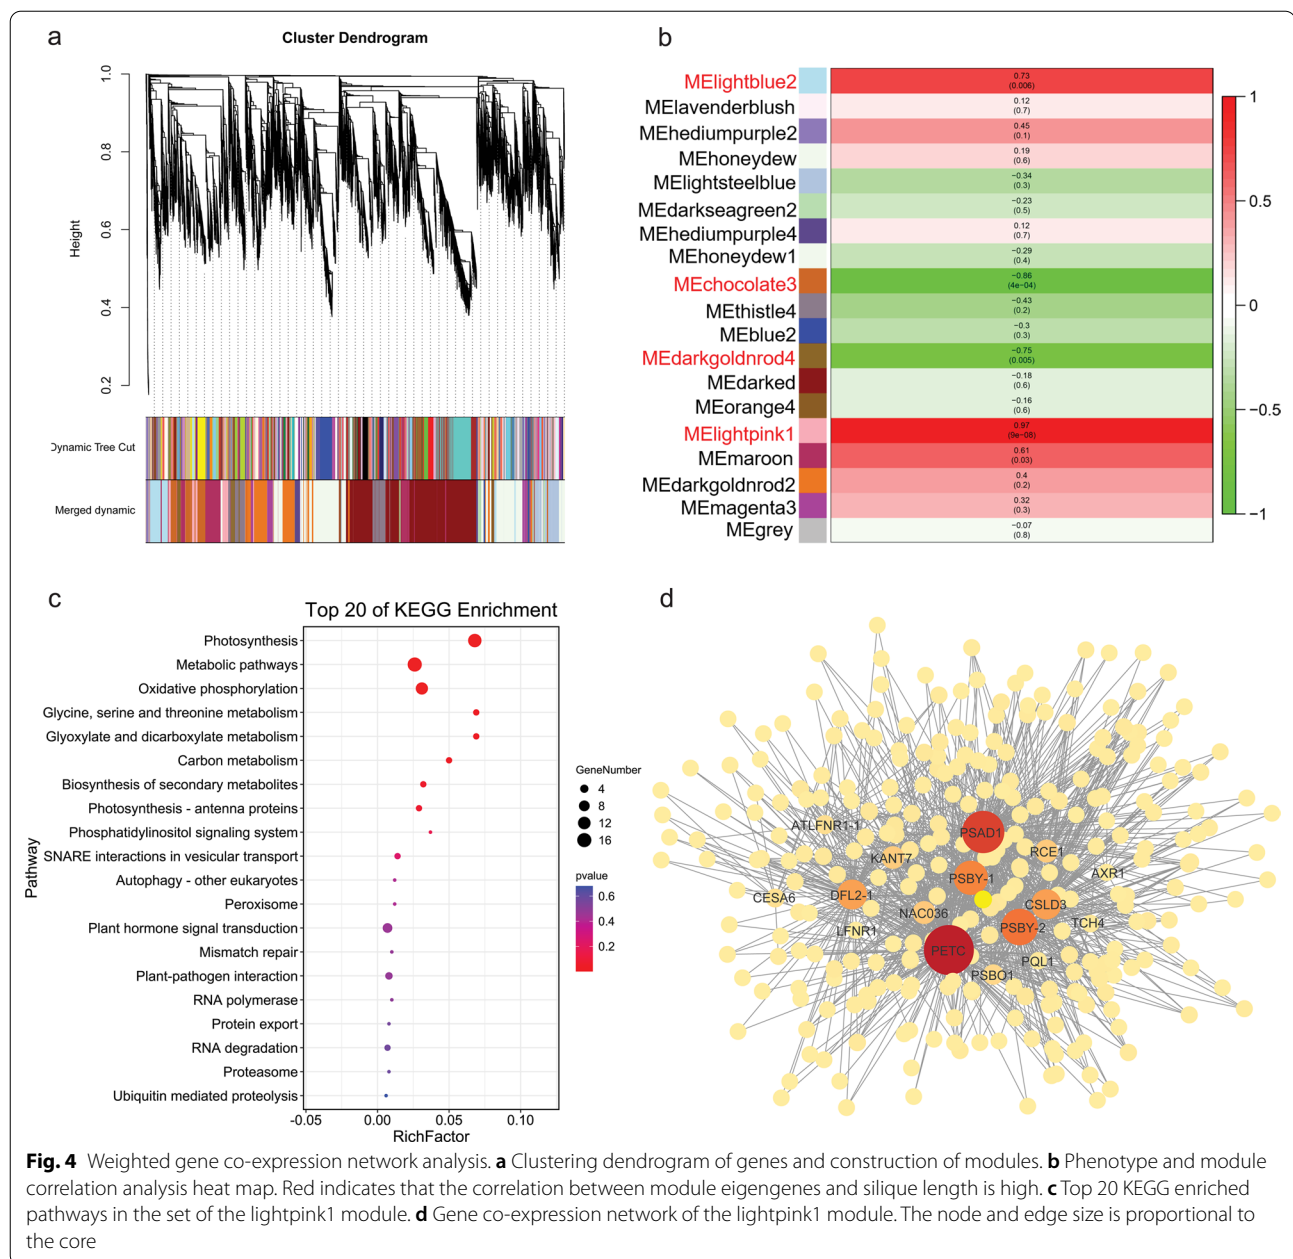 a
Cluster Dendrogram
Height
1.0
0.8
0.6
0.4
0.2
Dynamic Tree Cut
Merged dynamic
b
MElightblue2
MElavenderblush
MEhediumpurple2
MEhoneydew
MElightsteelblue
MEdarkseagreen2
MEhediumpurple4
MEhoneydew1
MEchocolate3
MEthistle4
MEblue2
MEdarkgoldnrod4
MEdarked
MEorange4
MElightpink1
MEmaroon
MEdarkgoldnrod2
MEmagenta3
MEgrey
0.73
(0.006)
0.12
(0.7)
0.45
(0.1)
0.19
(0.6)
−0.34
(0.3)
−0.23
(0.5)
0.12
(0.7)
−0.29
(0.4)
−0.86
(4e−04)
−0.43
(0.2)
−0.3
(0.3)
−0.75
(0.005)
−0.18
(0.6)
−0.16
(0.6)
0.97
(9e−08)
0.61
(0.03)
0.4
(0.2)
0.32
(0.3)
−0.07
(0.8)
1
0.5
0
−0.5
−1
c
Top 20 of KEGG Enrichment
Pathway
Photosynthesis
Metabolic pathways
Oxidative phosphorylation
Glycine, serine and threonine metabolism
Glyoxylate and dicarboxylate metabolism
Carbon metabolism
Biosynthesis of secondary metabolites
Photosynthesis - antenna proteins
Phosphatidylinositol signaling system
SNARE interactions in vesicular transport
Autophagy - other eukaryotes
Peroxisome
Plant hormone signal transduction
Mismatch repair
Plant-pathogen interaction
RNA polymerase
Protein export
RNA degradation
Proteasome
Ubiquitin mediated proteolysis
-0.05 0.00 0.05 0.10
RichFactor
GeneNumber
4
8
12
16
pvalue
0.6
0.4
0.2
d
ATLFNR1-1
PSAD1
KANT7
RCE1
AXR1
PSBY-1
CESA6
DFL2-1
CSLD3
NAC036
TCH4
LFNR1
PSBY-2
PETC
PQL1
PSBO1
Fig. 4 Weighted gene co-expression network analysis. a Clustering dendrogram of genes and construction of modules. b Phenotype and module
correlation analysis heat map. Red indicates that the correlation between module eigengenes and silique length is high. c Top 20 KEGG enriched
pathways in the set of the lightpink1 module. d Gene co-expression network of the lightpink1 module. The node and edge size is proportional to
the core